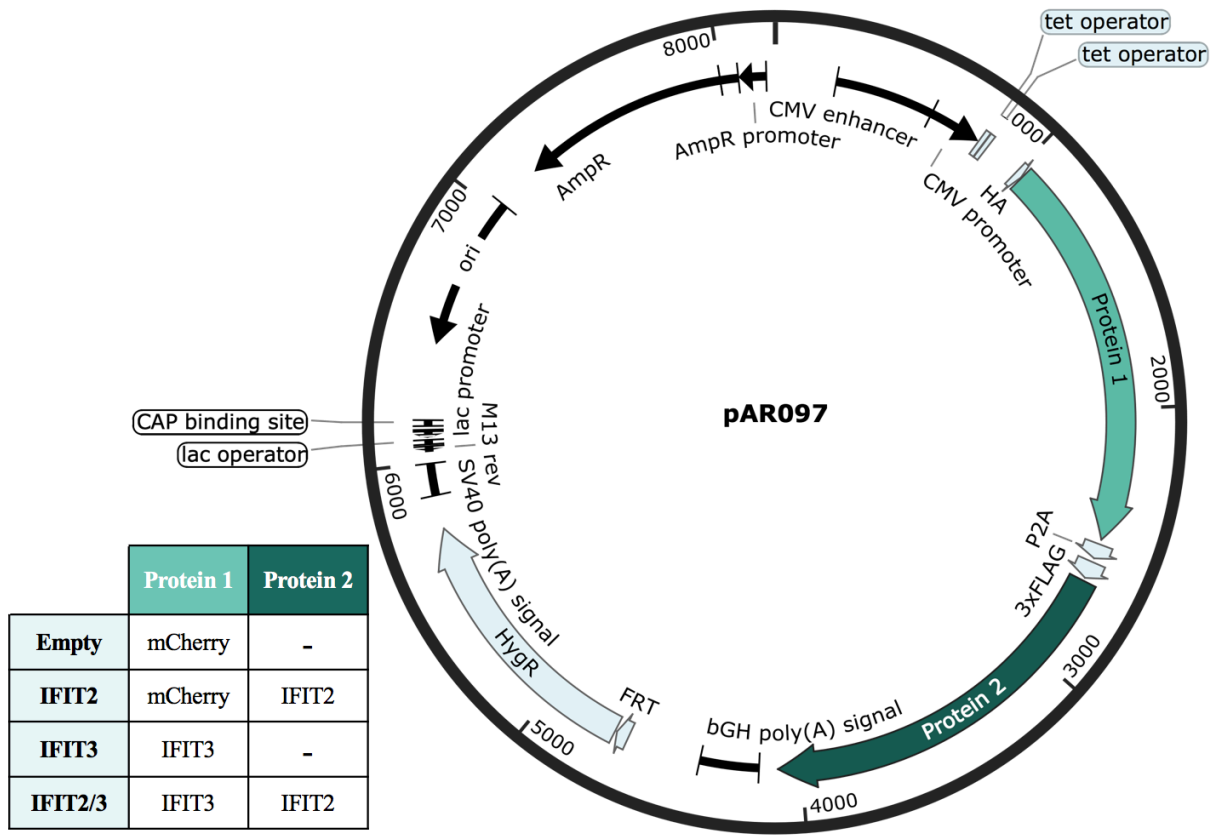 tet operator
tet operator
8000
000
CMV enhancer
AmpR promoter
AmpR
CMV promoter
HA
7000
ori
Protein 1
2000
lac promoter
CAP binding site
lac operator
M13 rev
pAR097
6000
SV40 poly(A) signal
P2A
3xFLAG
HygR
3000
Protein 2
FRT
bGH poly(A) signal
5000
4000
Protein 1 Protein 2
Empty mCherry -
IFIT2 mCherry IFIT2
IFIT3 IFIT3 -
IFIT2/3 IFIT3 IFIT2